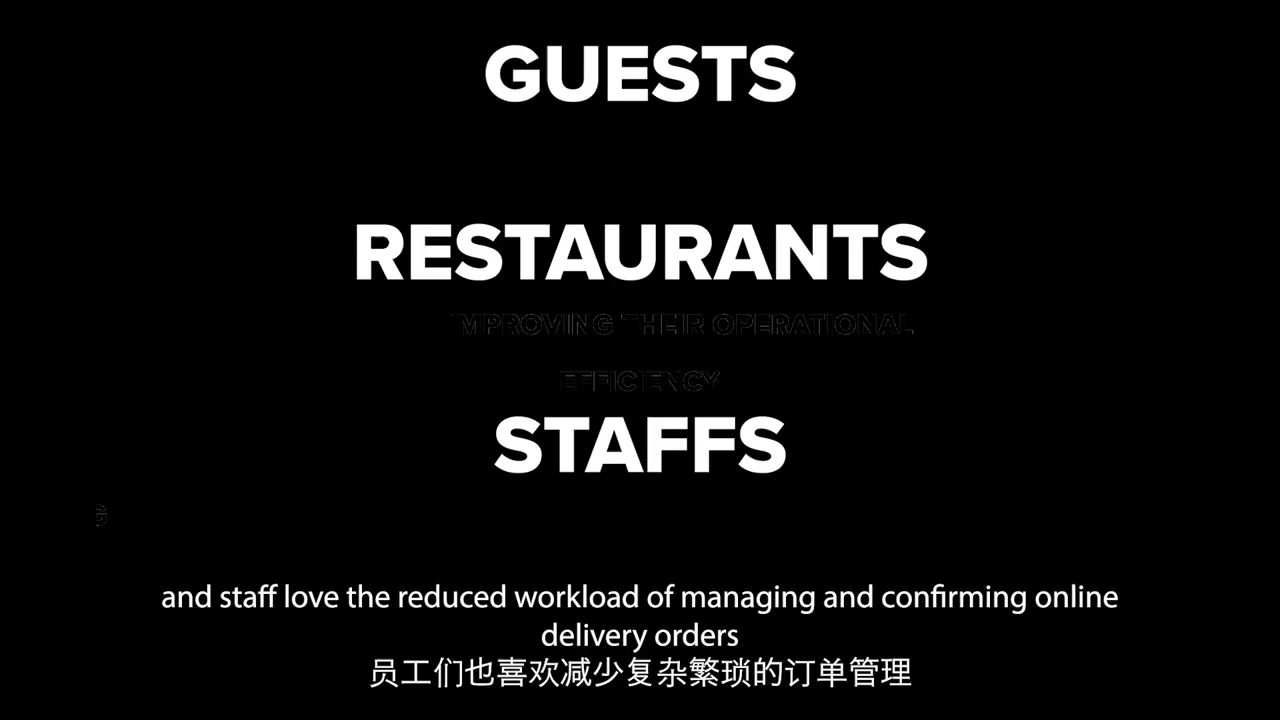 GUESTS
RESTAURANTS
IMPROVING THEIR OPERATIONAL
EFFICIENCY
STAFFS
G
and staff love the reduced workload of managing and confirming online
delivery orders
员工们也喜欢减少复杂繁琐的订单管理